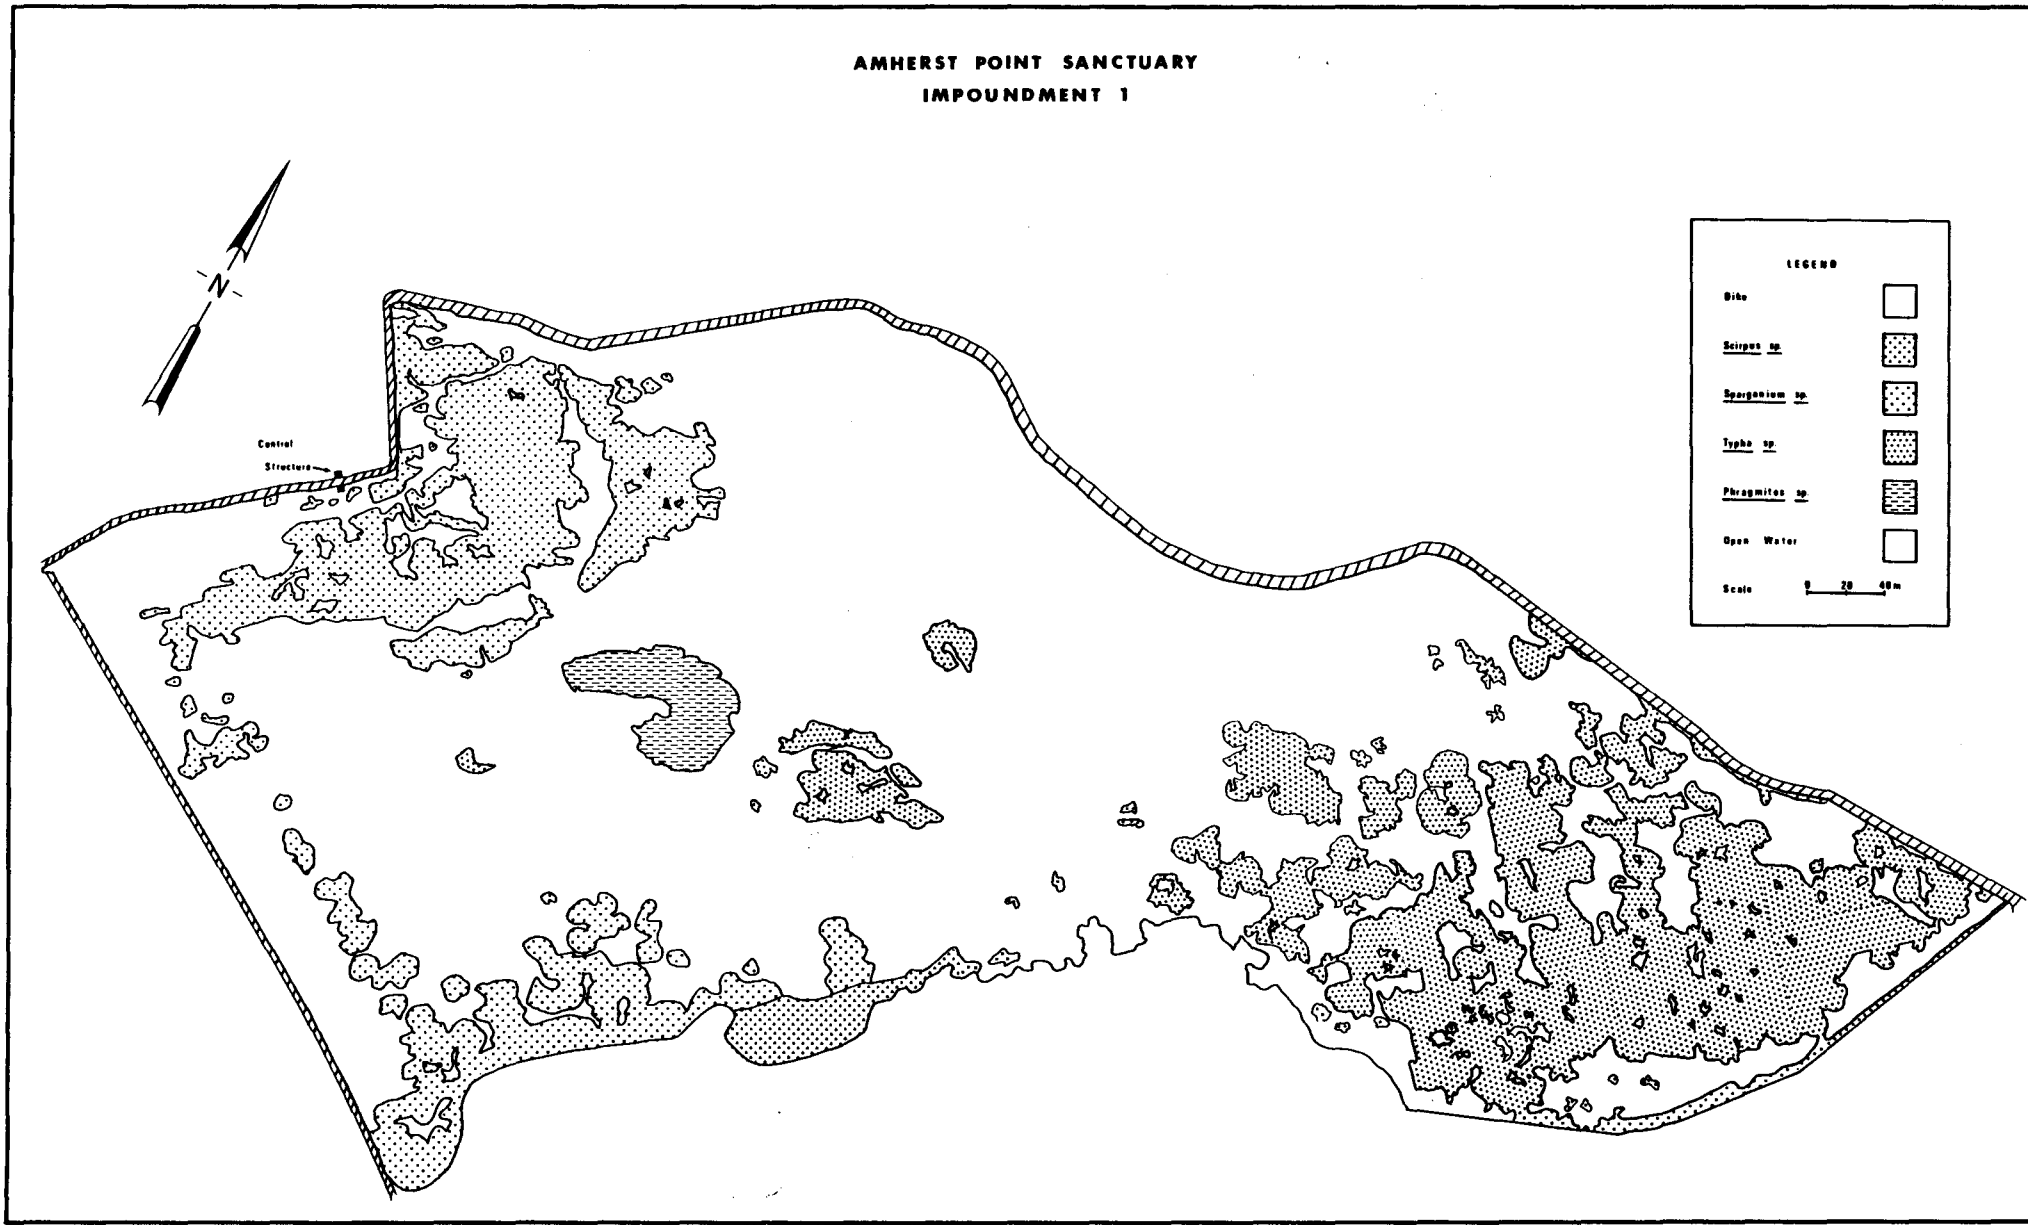 AMHERST POINT SANCTUARY
IMPOUNDMENT 1
N
Control
Structure
LEGEND
Dike
Scirpus sp.
Sparganium sp.
Typha sp.
Phragmites sp.
Open Water
Scale 0 20 40m